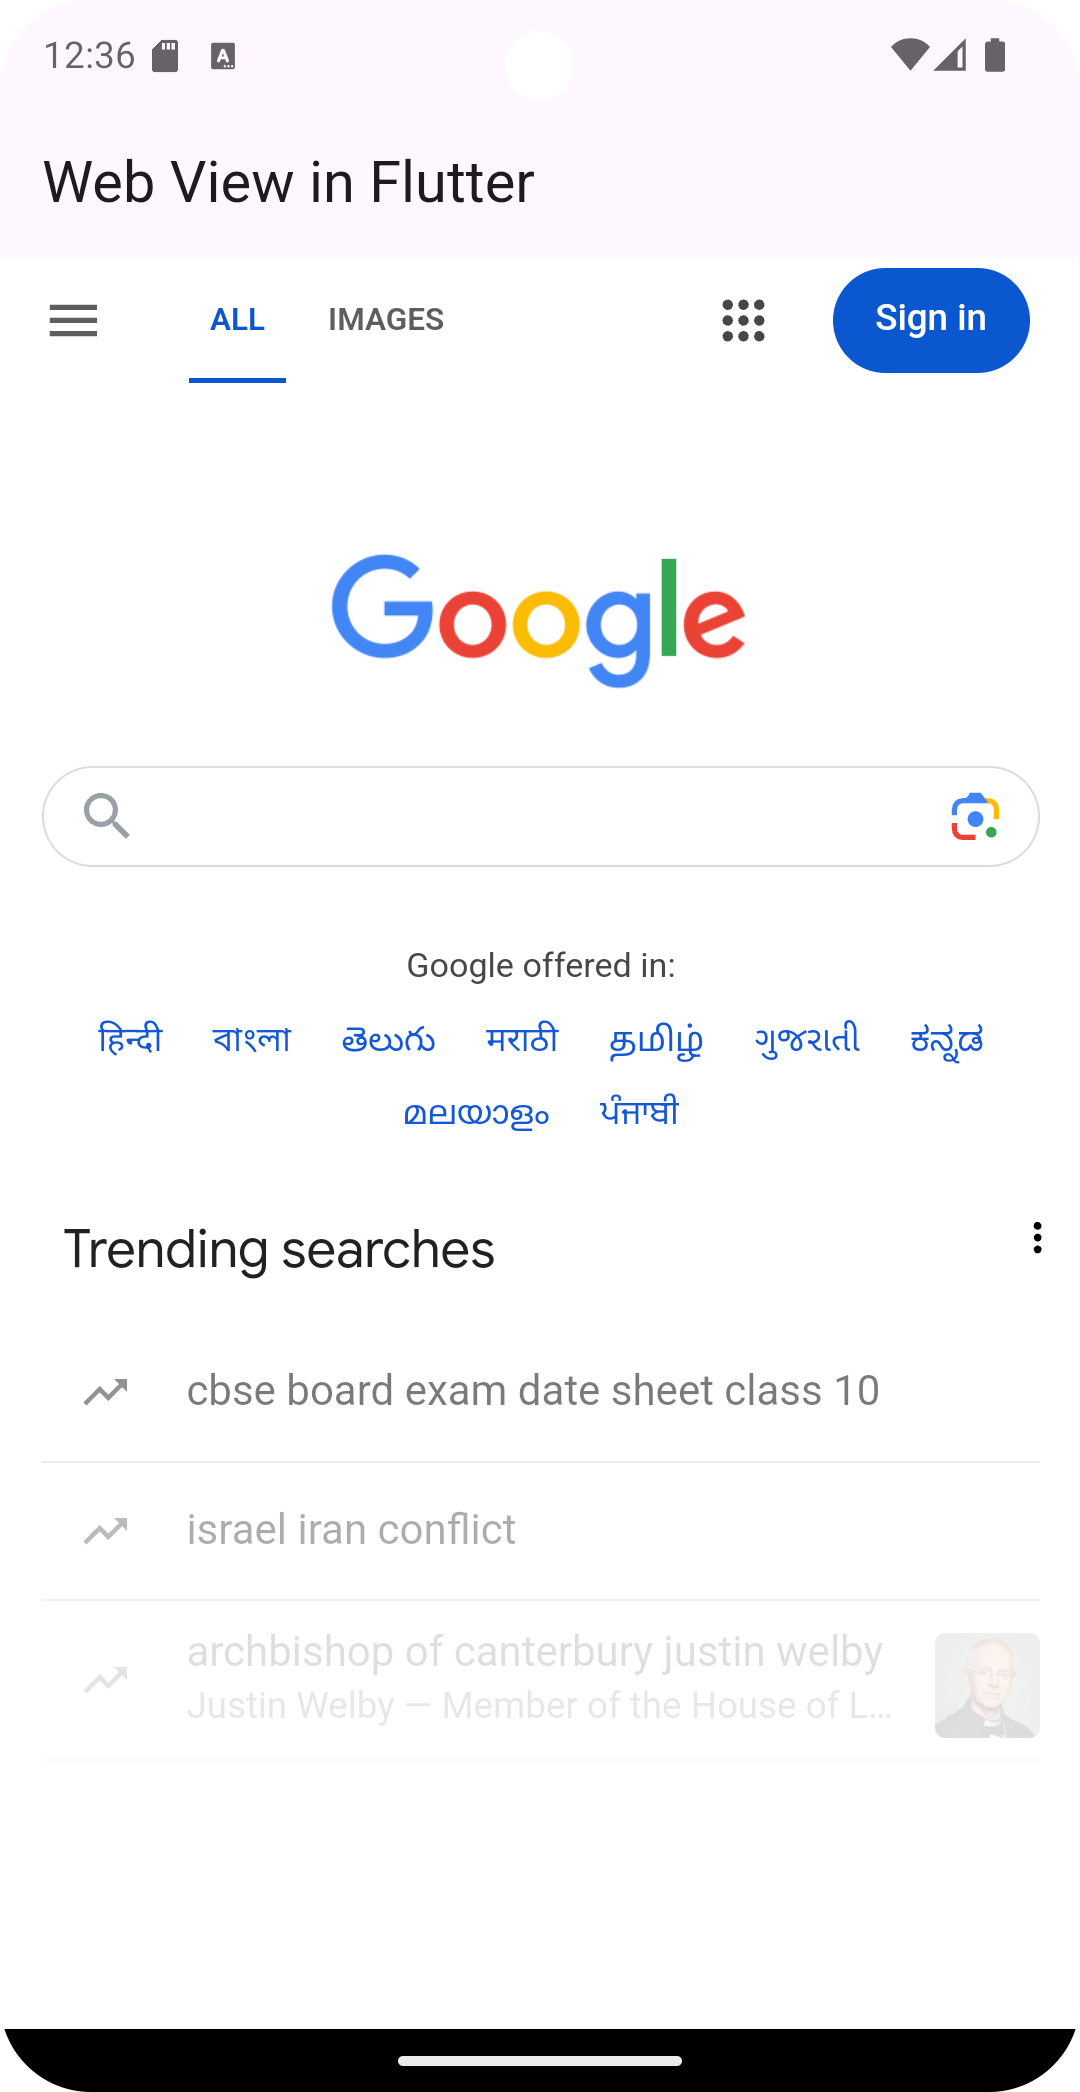 12:36
Web View in Flutter
ALL IMAGES Sign in
Google
Google offered in:
हिन्दी বাংলা తెలుగు मराठी தமிழ் ગુજરાતી ಕನ್ನಡ
മലയാളം ਪੰਜਾਬੀ
Trending searches
cbse board exam date sheet class 10
israel iran conflict
archbishop of canterbury justin welby
Justin Welby — Member of the House of L...